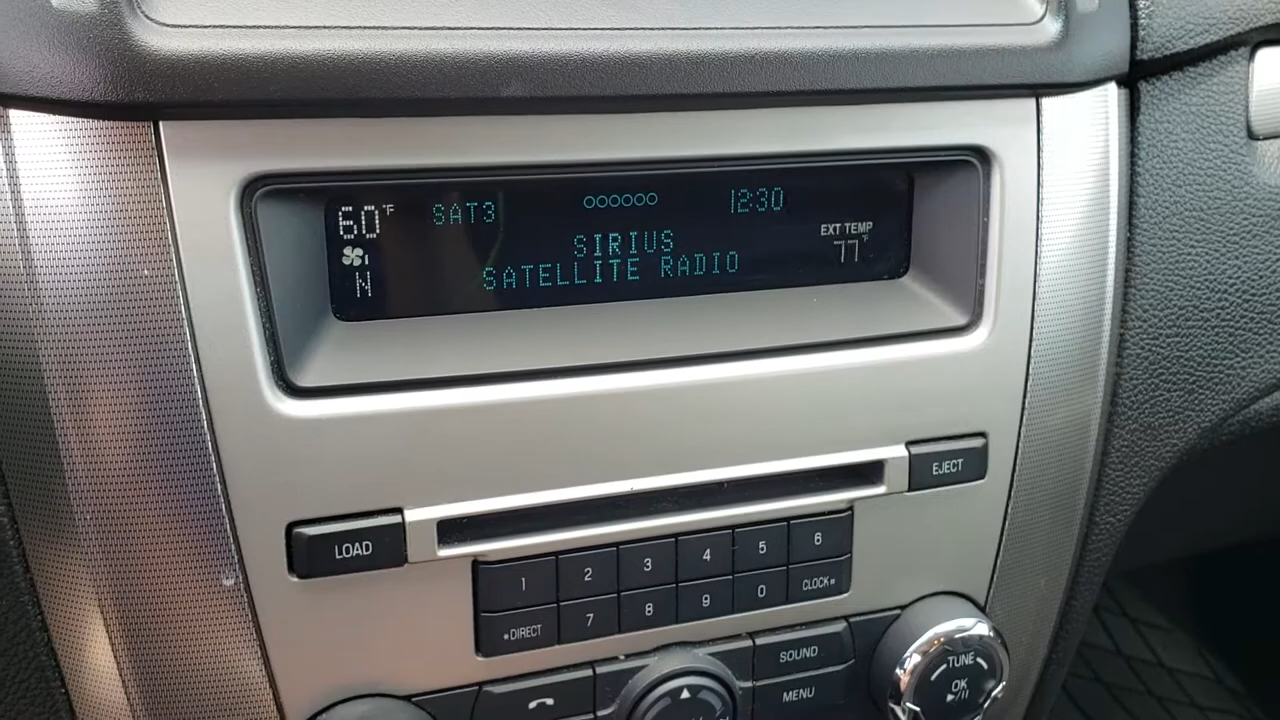 60°F SAT3 12:30
SIRIUS
SATELLITE RADIO
EXT TEMP
77°F
N
EJECT
LOAD
1 2 3 4 5 6
*DIRECT 7 8 9 0 CLOCK
SOUND
MENU
TUNE
OK